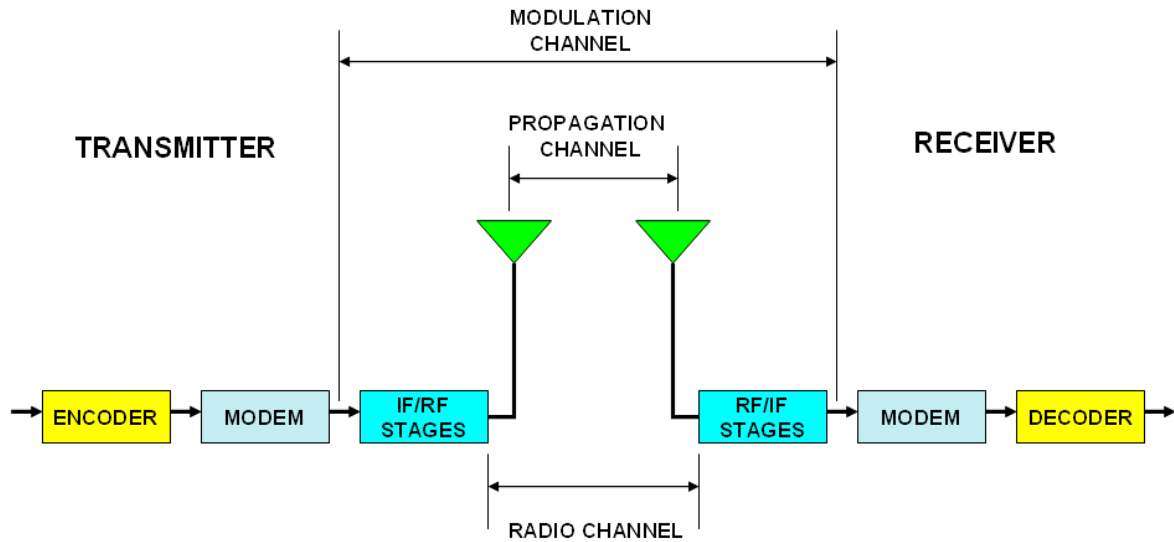 MODULATION
CHANNEL
PROPAGATION
CHANNEL
TRANSMITTER
RECEIVER
ENCODER
MODEM
IF/RF
STAGES
RF/IF
STAGES
MODEM
DECODER
RADIO CHANNEL